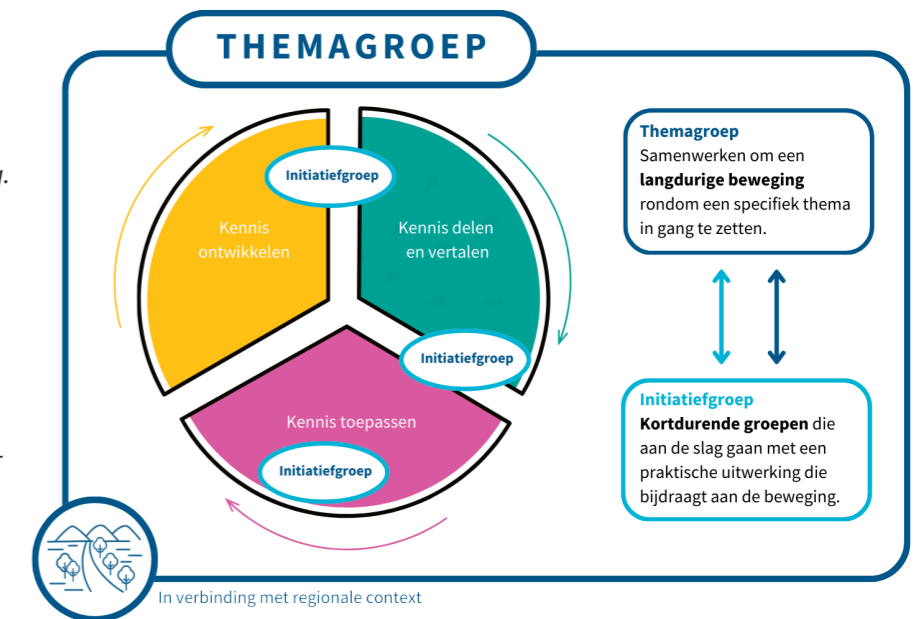 THEMAGROEP
Initiatiefgroep
Kennis
ontwikkelen
Kennis delen
en vertalen
Initiatiefgroep
Kennis toepassen
Initiatiefgroep
Themagroep
Samenwerken om een
langdurige beweging
rondom een specifiek thema
in gang te zetten.
Initiatiefgroep
Kortdurende groepen die
aan de slag gaan met een
praktische uitwerking die
bijdraagt aan de beweging.
In verbinding met regionale context